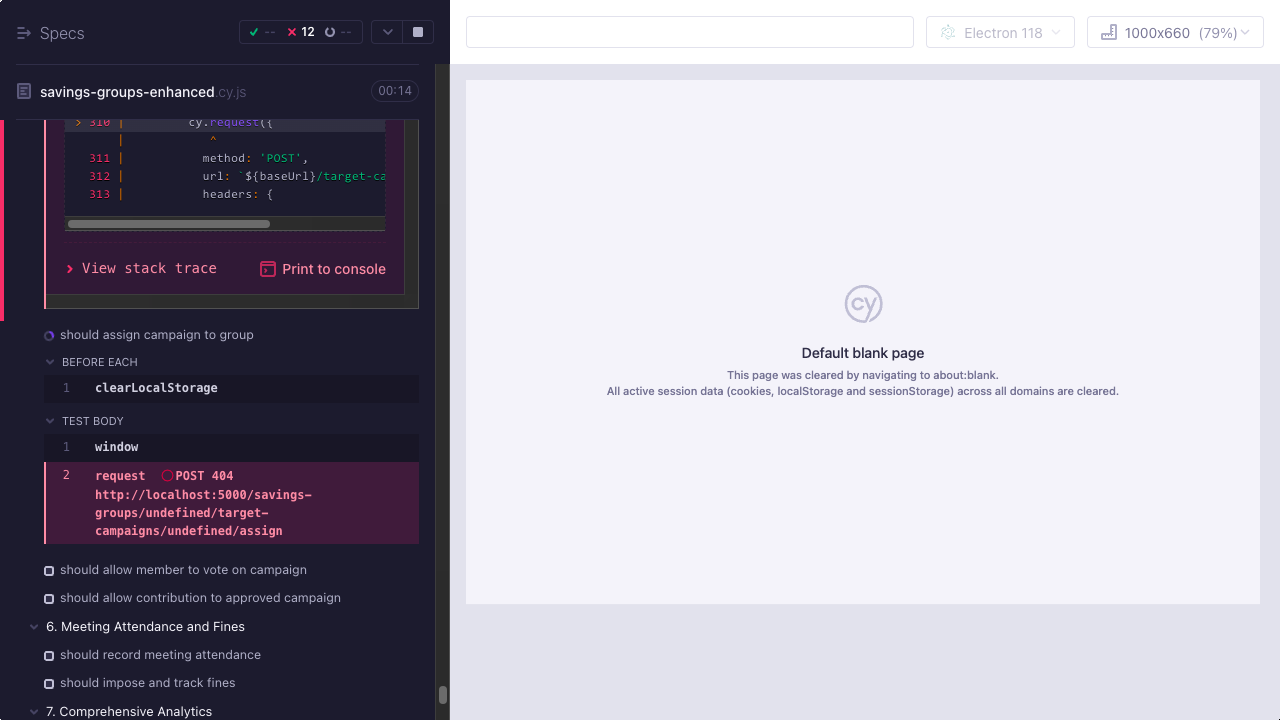 Specs
--
12
--
Electron 118
1000x660 (79%)
savings-groups-enhanced.cy.js
00:14
> 310 | cy.request({
| ^
311 | method: 'POST',
312 | url: `${baseUrl}/target-ca
313 | headers: {
View stack trace
Print to console
should assign campaign to group
BEFORE EACH
1 clearLocalStorage
TEST BODY
1 window
2 request POST 404
http://localhost:5000/savings-
groups/undefined/target-
campaigns/undefined/assign
should allow member to vote on campaign
should allow contribution to approved campaign
6. Meeting Attendance and Fines
should record meeting attendance
should impose and track fines
7. Comprehensive Analytics
cy
Default blank page
This page was cleared by navigating to about:blank.
All active session data (cookies, localStorage and sessionStorage) across all domains are cleared.